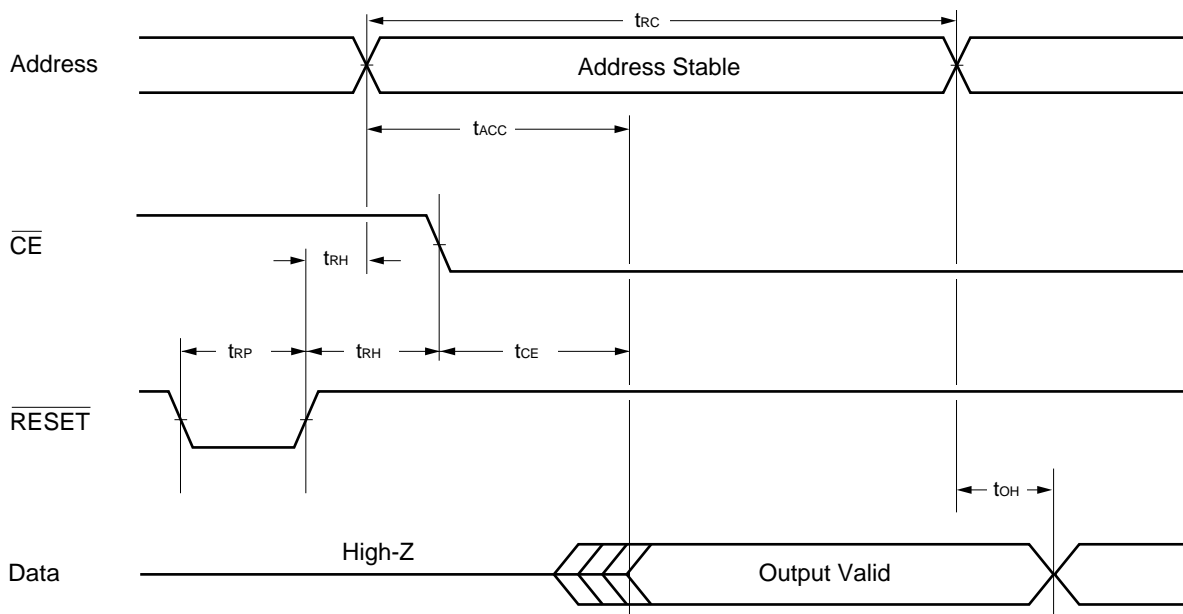 tRC
Address
Address Stable
tACC
CE
tRH
tRP
tRH
tCE
RESET
tOH
High-Z
Data
Output Valid